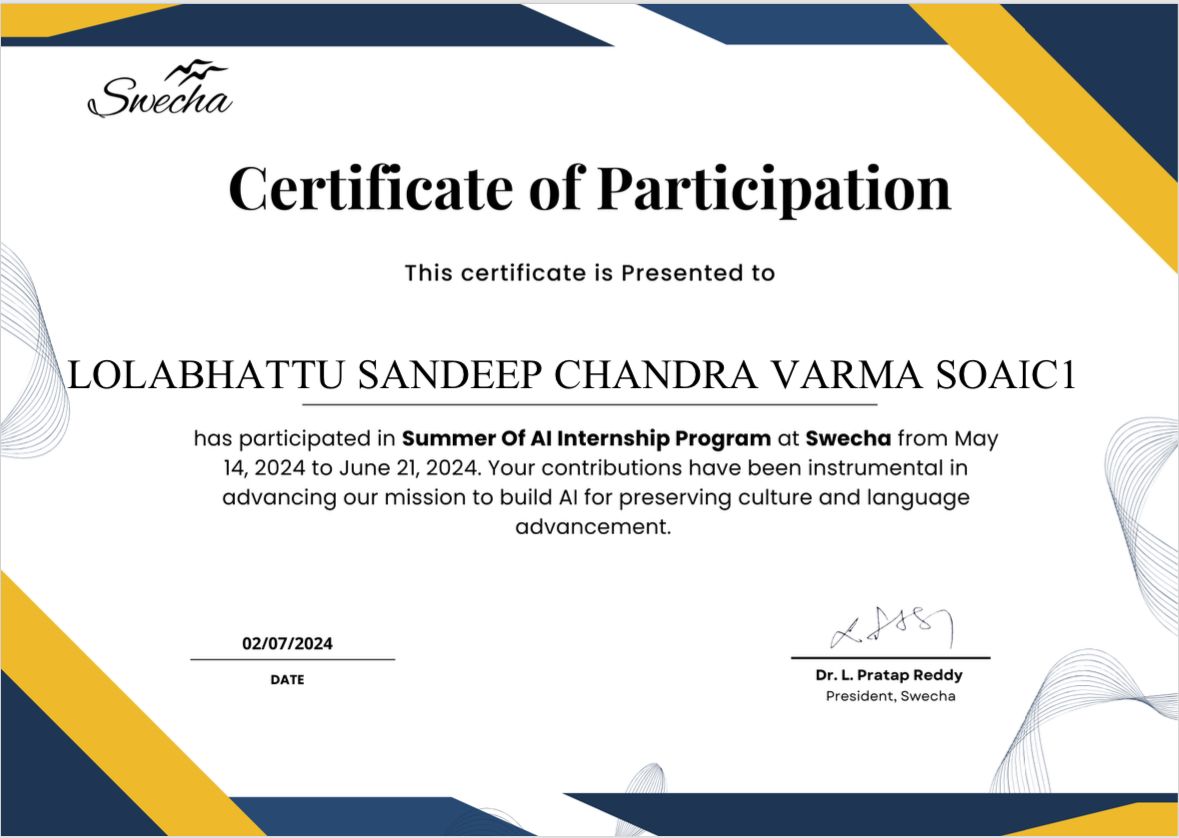 Swecha
Certificate of Participation
This certificate is Presented to
LOLABHATTU SANDEEP CHANDRA VARMA SOAIC1
has participated in Summer Of AI Internship Program at Swecha from May
14, 2024 to June 21, 2024. Your contributions have been instrumental in
advancing our mission to build AI for preserving culture and language
advancement.
02/07/2024
DATE
Dr. L. Pratap Reddy
President, Swecha